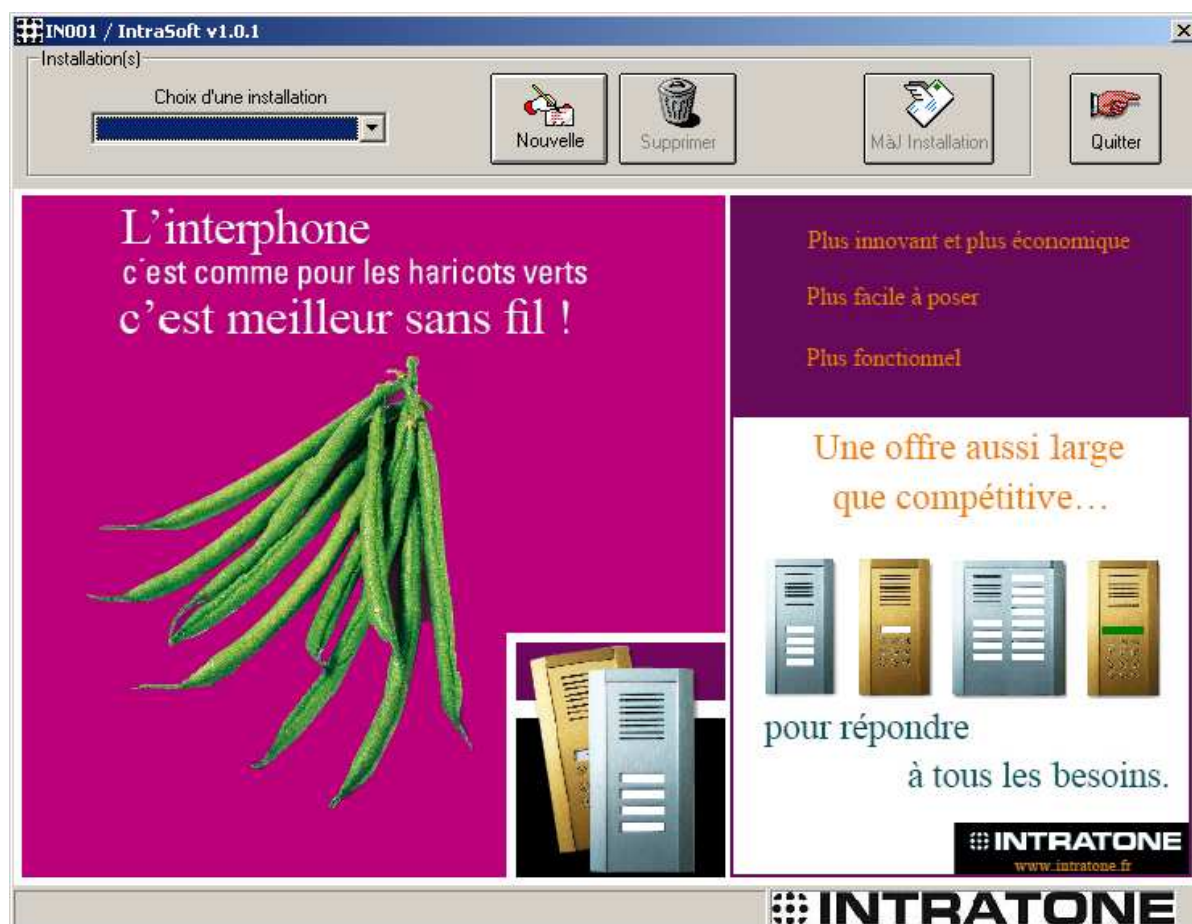 IN001 / IntraSoft v1.0.1
Installation(s)
Choix d'une installation
Nouvelle
Supprimer
MàJ Installation
Quitter
L'interphone
c'est comme pour les haricots verts
c'est meilleur sans fil !
Plus innovant et plus économique
Plus facile à poser
Plus fonctionnel
Une offre aussi large
que compétitive...
pour répondre
à tous les besoins.
INTRATONE
www.intratone.fr
INTRATONE